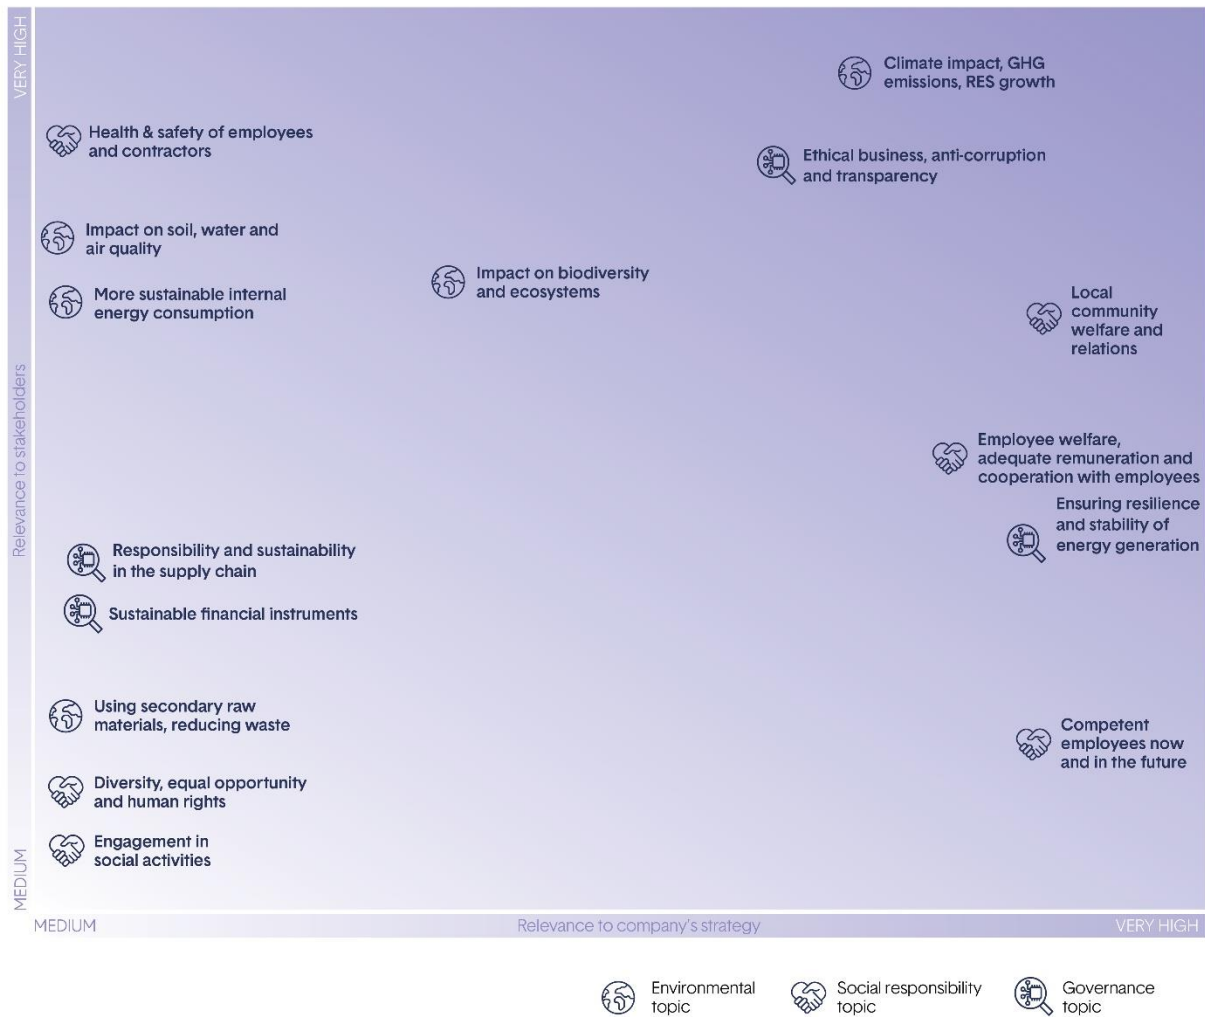 VERY HIGH
Relevance to stakeholders
MEDIUM
Climate impact, GHG
emissions, RES growth
Health & safety of employees
and contractors
Ethical business, anti-corruption
and transparency
Impact on soil, water and
air quality
Impact on biodiversity
and ecosystems
More sustainable internal
energy consumption
Local
community
welfare and
relations
Employee welfare,
adequate remuneration and
cooperation with employees
Ensuring resilience
and stability of
energy generation
Responsibility and sustainability
in the supply chain
Sustainable financial instruments
Using secondary raw
materials, reducing waste
Competent
employees now
and in the future
Diversity, equal opportunity
and human rights
Engagement in
social activities
MEDIUM
Relevance to company's strategy
VERY HIGH
Environmental
topic
Social responsibility
topic
Governance
topic